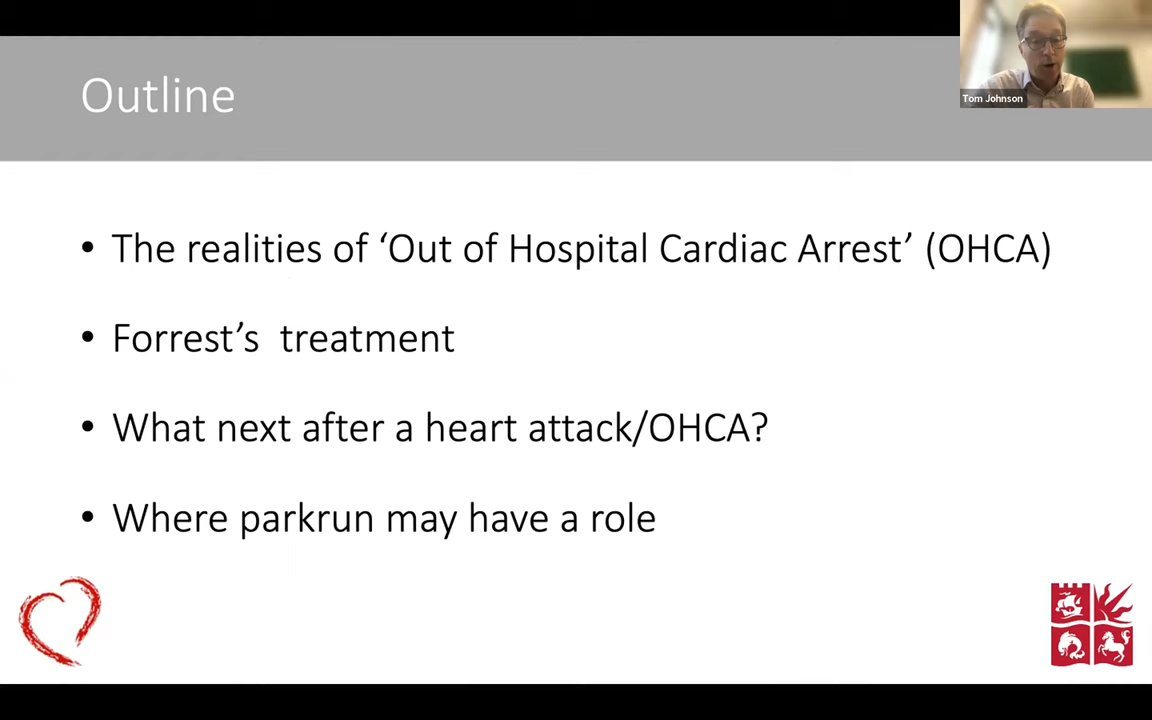 Outline
Tom Johnson
• The realities of ‘Out of Hospital Cardiac Arrest’ (OHCA)
• Forrest’s  treatment
• What next after a heart attack/OHCA?
• Where parkrun may have a role